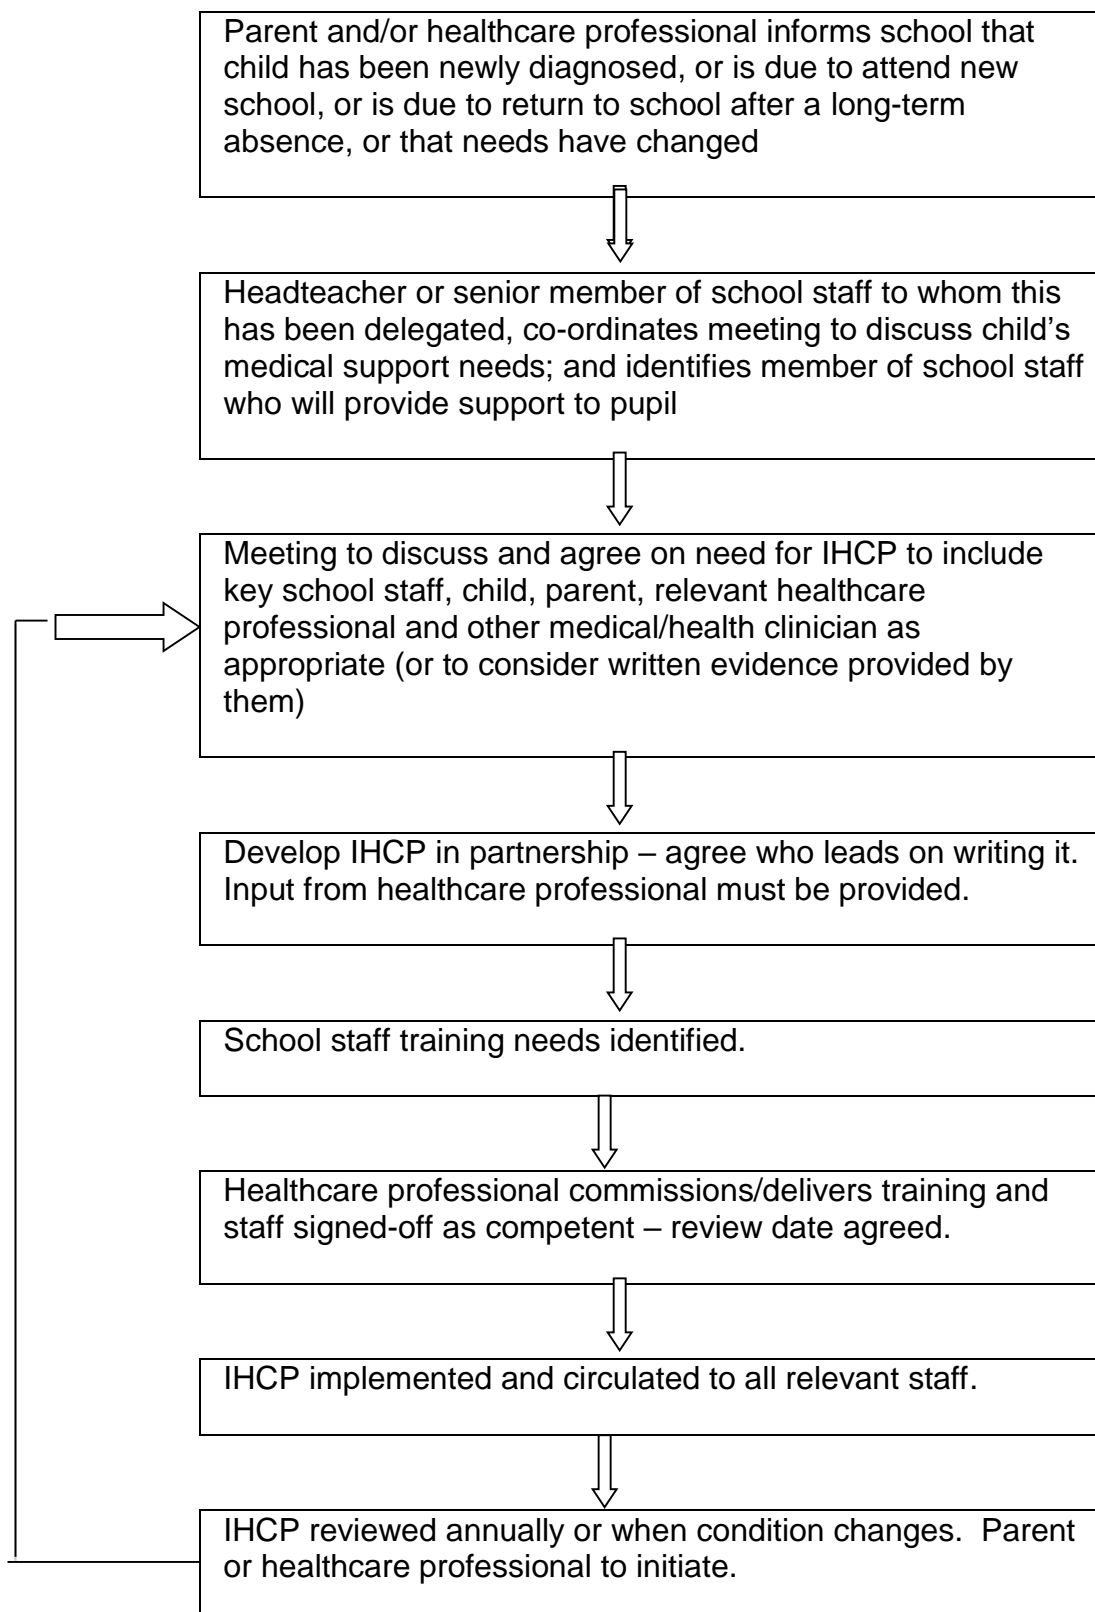 Parent and/or healthcare professional informs school that
child has been newly diagnosed, or is due to attend new
school, or is due to return to school after a long-term
absence, or that needs have changed
Headteacher or senior member of school staff to whom this
has been delegated, co-ordinates meeting to discuss child’s
medical support needs; and identifies member of school staff
who will provide support to pupil
Meeting to discuss and agree on need for IHCP to include
key school staff, child, parent, relevant healthcare
professional and other medical/health clinician as
appropriate (or to consider written evidence provided by
them)
Develop IHCP in partnership – agree who leads on writing it.
Input from healthcare professional must be provided.
School staff training needs identified.
Healthcare professional commissions/delivers training and
staff signed-off as competent – review date agreed.
IHCP implemented and circulated to all relevant staff.
IHCP reviewed annually or when condition changes.  Parent
or healthcare professional to initiate.